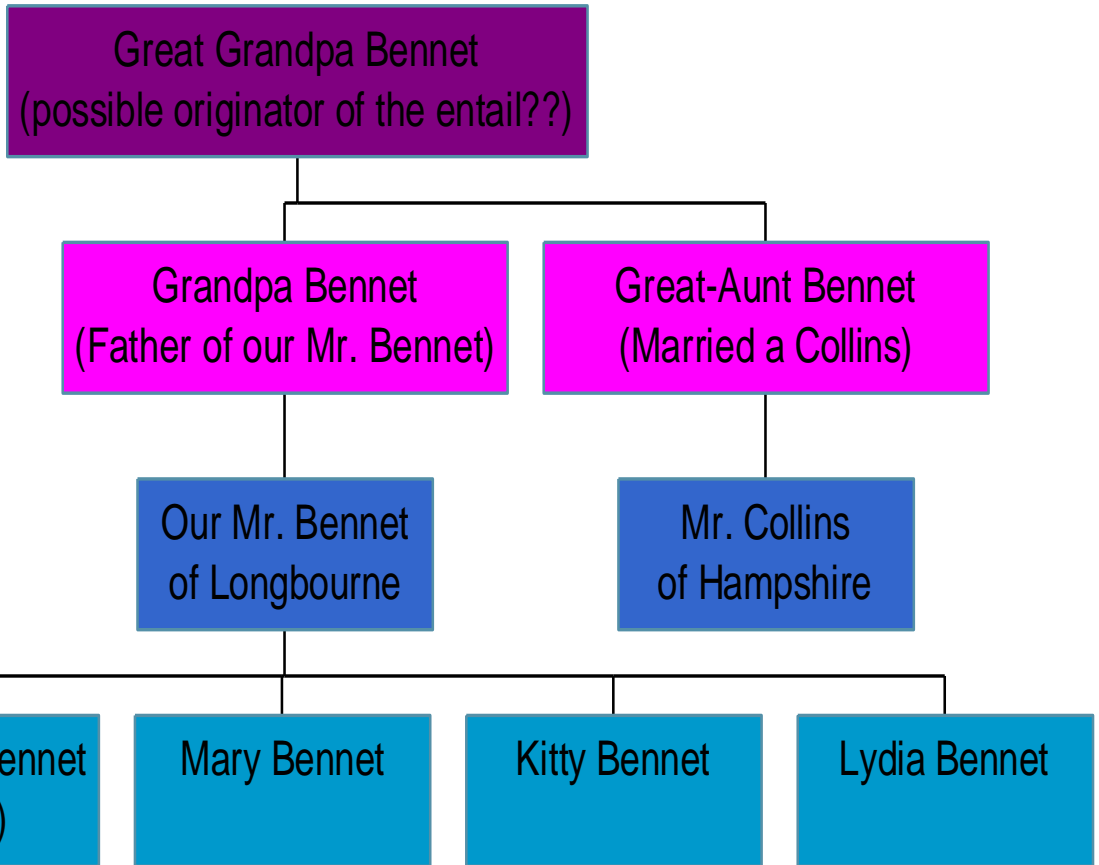 Great Grandpa Bennet
(possible originator of the entail??)
Grandpa Bennet
(Father of our Mr. Bennet)
Great-Aunt Bennet
(Married a Collins)
Our Mr. Bennet
of Longbourne
Mr. Collins
of Hampshire
ennet
)
Mary Bennet
Kitty Bennet
Lydia Bennet